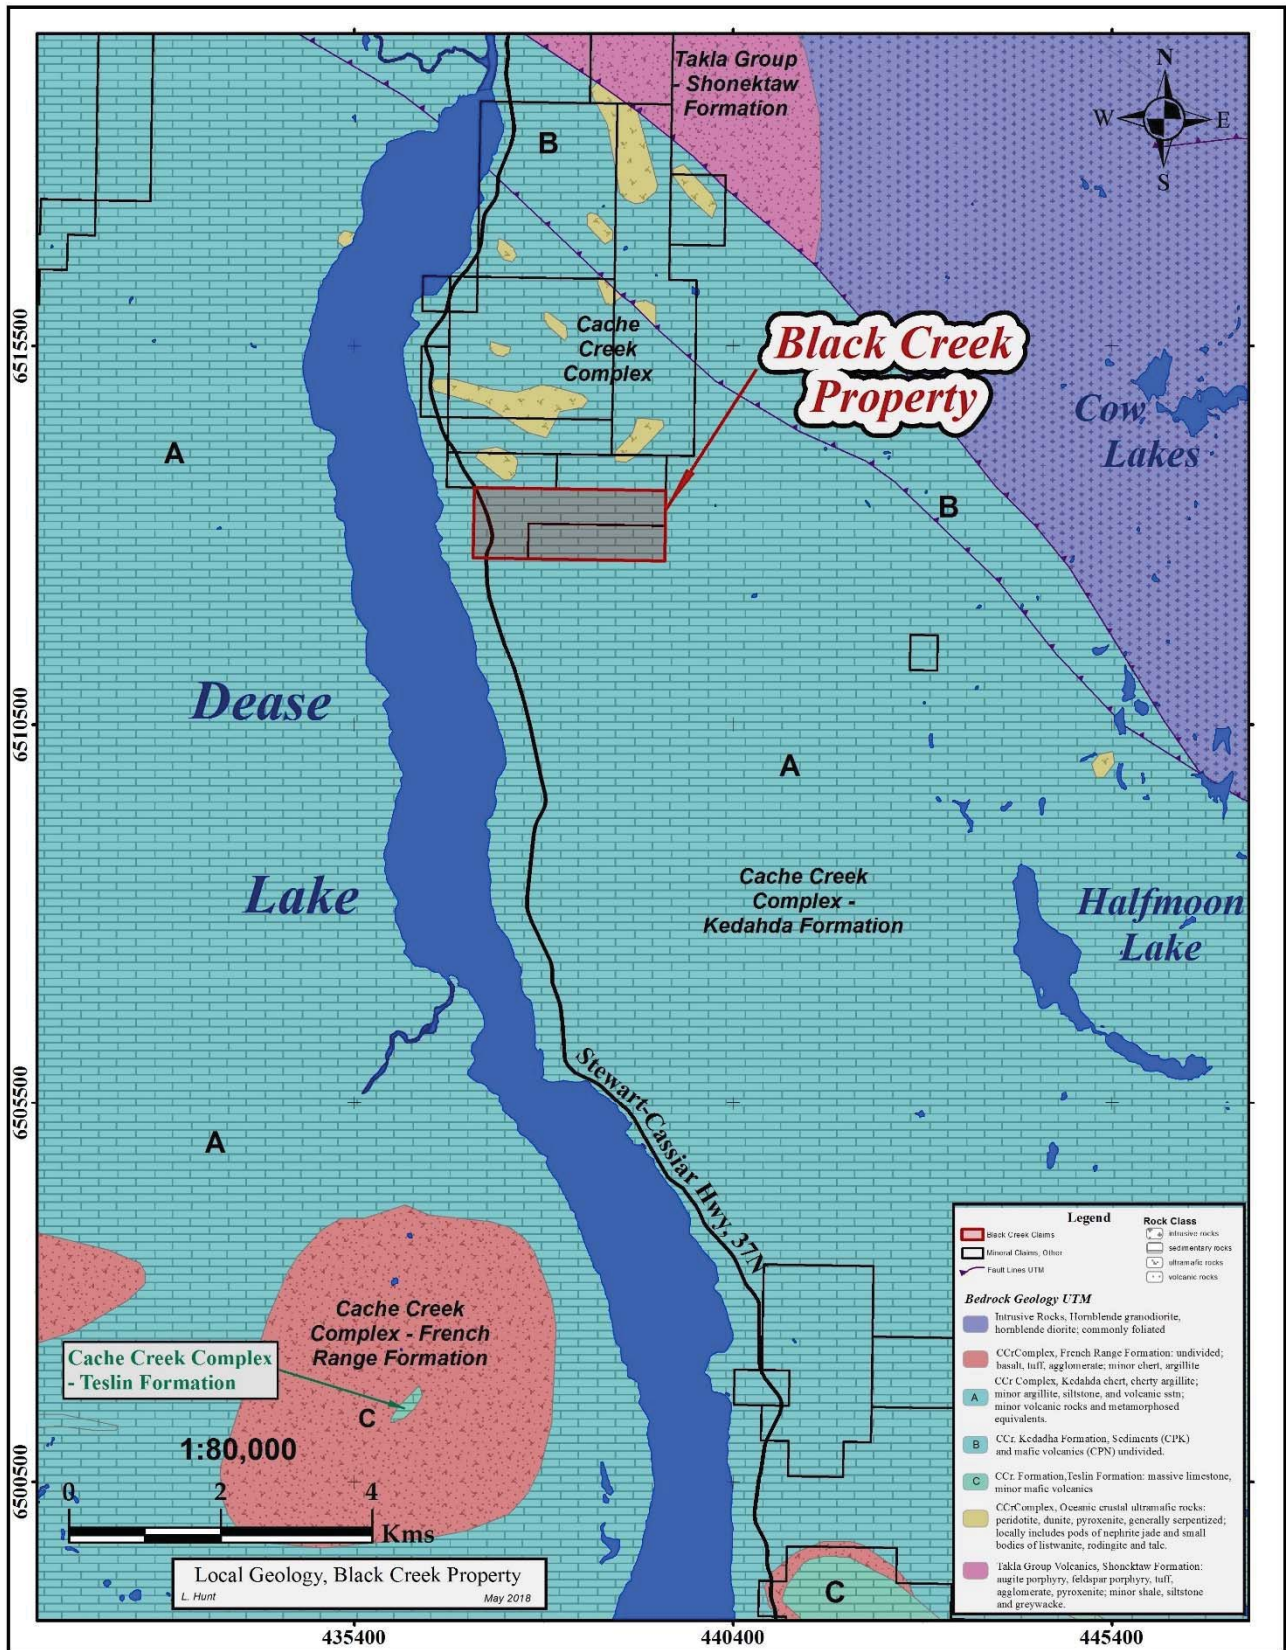 Takla Group
- Shonektaw
Formation
N
W
E
S
B
Cache
Creek
Complex
Black Creek
Property
Cow
Lakes
A
B
6515500
Dease
6510500
A
Cache Creek
Complex -
Kedahda Formation
Lake
Halfmoon
Lake
6505500
A
Stewart-Cassiar Hwy, 37N
Cache Creek
Complex - French
Range Formation
Cache Creek Complex
- Teslin Formation
C
1:80,000
6500500
0 2 4
Kms
Local Geology, Black Creek Property
L. Hunt May 2018
C
435400 440400 445400
Legend
Black Creek Claims
Mineral Claims, Other
Fault Lines UTM
Rock Class
intrusive rocks
sedimentary rocks
ultramafic rocks
volcanic rocks
Bedrock Geology UTM
Intrusive Rocks, Hornblende granodiorite,
hornblende diorite; commonly foliated
CCrComplex, French Range Formation: undivided;
basalt, tuff, agglomerate; minor chert, argillite
A
CCr Complex, Kedahda chert, cherty argillite;
minor argillite, siltstone, and volcanic sstn;
minor volcanic rocks and metamorphosed
equivalents.
B
CCr. Kedadha Formation, Sediments (CPK)
and mafic volcanics (CPN) undivided.
C
CCr. Formation,Teslin Formation: massive limestone,
minor mafic volcanics
CCrComplex, Oceanic crustal ultramafic rocks:
peridotite, dunite, pyroxenite, generally serpentized;
locally includes pods of nephrite jade and small
bodies of listwanite, rodingite and talc.
Takla Group Volcanics, Shonektaw Formation:
augite porphyry, feldspar porphyry, tuff,
agglomerate, pyroxenite; minor shale, siltstone
and greywacke.